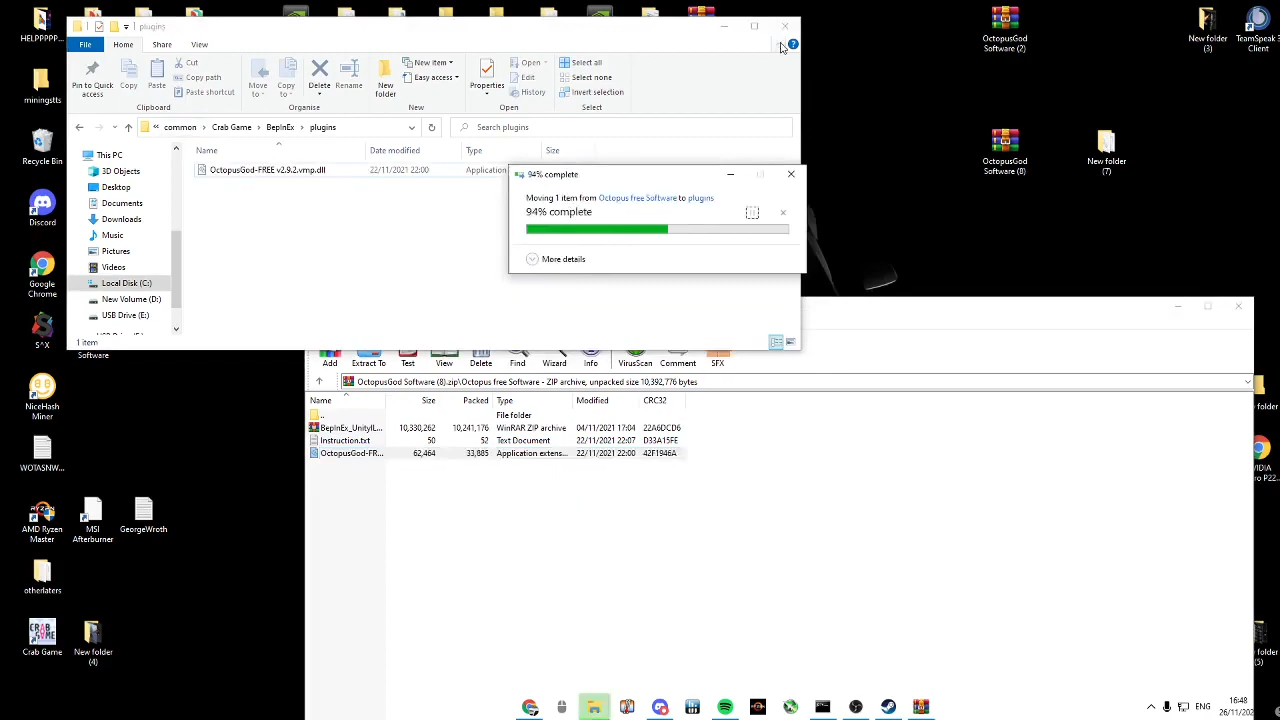 HELPPPPP...
miningstts
Recycle Bin
Discord
Google
Chrome
S^X
Software
NiceHash
Miner
WOTASNW...
AMD Ryzen
Master
MSI
Afterburner
GeorgeWroth
otherlaters
Crab Game
New folder
(4)
plugins
File
Home
Share
View
Pin to Quick
access
Copy
Paste
Cut
Copy path
Paste shortcut
Clipboard
Move
to
Copy
to
Delete
Rename
Organise
New
folder
New item
Easy access
New
Properties
Open
Edit
History
Open
Select all
Select none
Invert selection
Select
« common > Crab Game > BepInEx > plugins
Search plugins
Name
Date modified
Type
Size
This PC
3D Objects
Desktop
Documents
Downloads
Music
Pictures
Videos
Local Disk (C:)
New Volume (D:)
USB Drive (E:)
OctopusGod-FREE v2.9.2.vmp.dll
22/11/2021 22:00
Application
1 item
94% complete
Moving 1 item from Octopus free Software to plugins
94% complete
More details
Add
Extract To
Test
View
Delete
Find
Wizard
Info
VirusScan
Comment
SFX
OctopusGod Software (8).zip\Octopus free Software - ZIP archive, unpacked size 10,392,776 bytes
Name Size Packed Type Modified CRC32
.. File folder
BepInEx_UnityIL... 10,330,262 10,241,176 WinRAR ZIP archive 04/11/2021 17:04 22A6DCD6
Instruction.txt 50 52 Text Document 22/11/2021 22:07 D33A15FE
OctopusGod-FR... 62,464 33,885 Application extens... 22/11/2021 22:00 42F1946A
OctopusGod
Software (2)
New folder
(3)
TeamSpeak 3
Client
OctopusGod
Software (8)
New folder
(7)
ENG
16:48